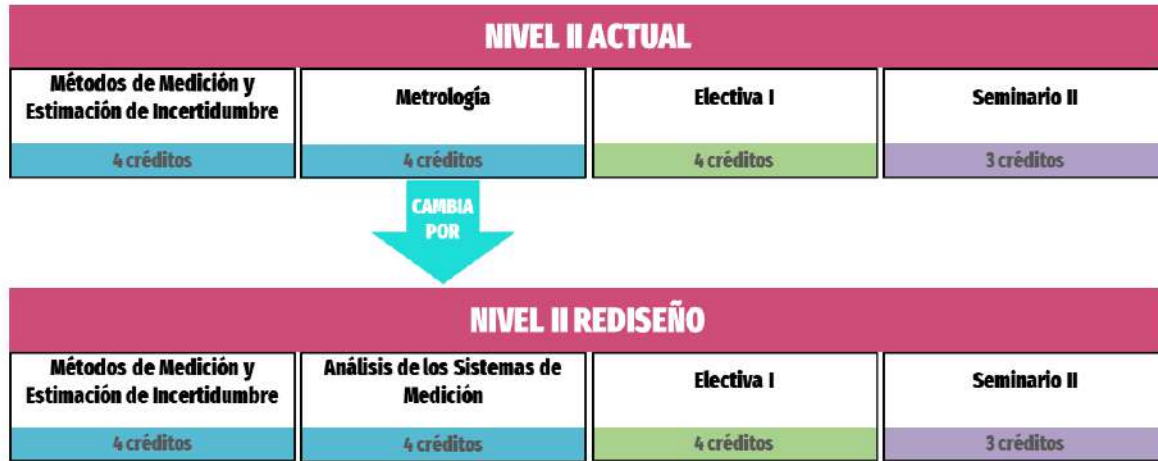 NIVEL II ACTUAL
Métodos de Medición y
Estimación de Incertidumbre
4 créditos
Metrología
4 créditos
Electiva I
4 créditos
Seminario II
3 créditos
CAMBIA
POR
NIVEL II REDISEÑO
Métodos de Medición y
Estimación de Incertidumbre
4 créditos
Análisis de los Sistemas de
Medición
4 créditos
Electiva I
4 créditos
Seminario II
3 créditos